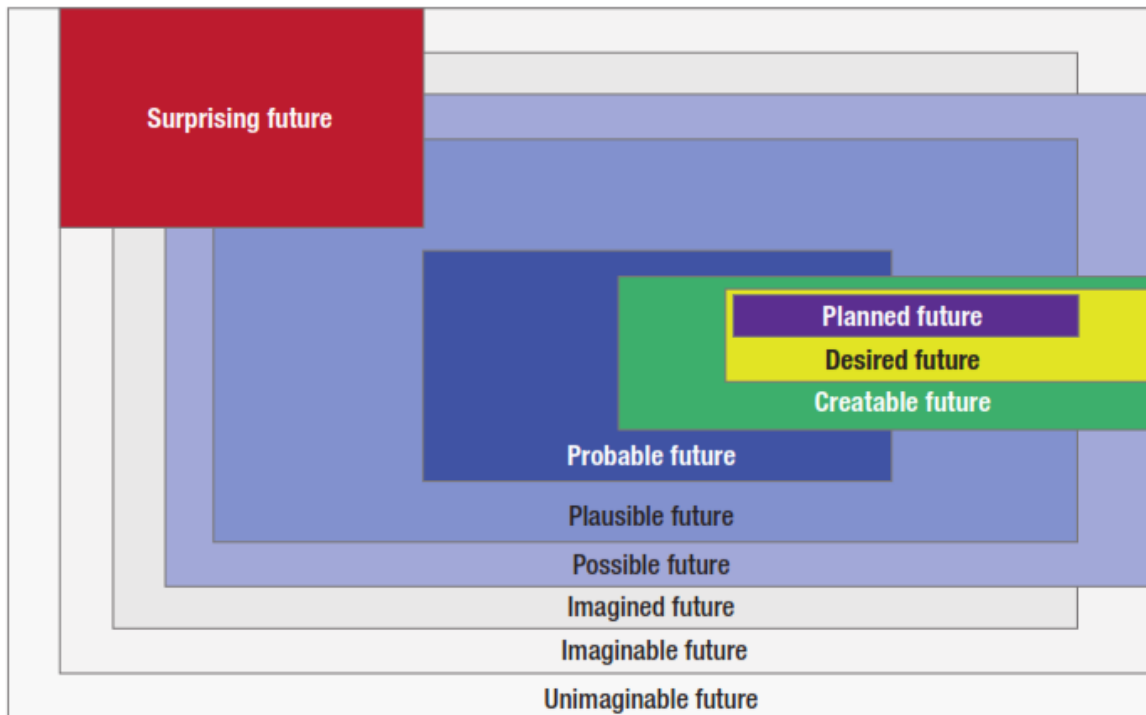 Surprising future
Planned future
Desired future
Creatable future
Probable future
Plausible future
Possible future
Imagined future
Imaginable future
Unimaginable future